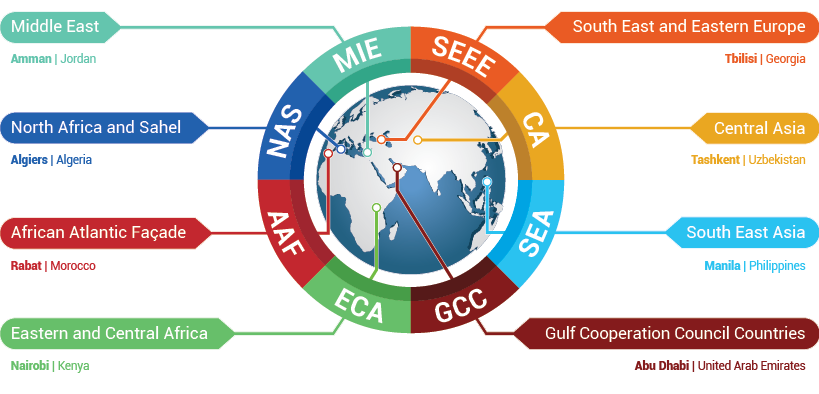 Middle East
Amman | Jordan
North Africa and Sahel
Algiers | Algeria
African Atlantic Façade
Rabat | Morocco
Eastern and Central Africa
Nairobi | Kenya
MIE
SEEE
NAS
CA
AAF
SEA
ECA
GCC
South East and Eastern Europe
Tbilisi | Georgia
Central Asia
Tashkent | Uzbekistan
South East Asia
Manila | Philippines
Gulf Cooperation Council Countries
Abu Dhabi | United Arab Emirates